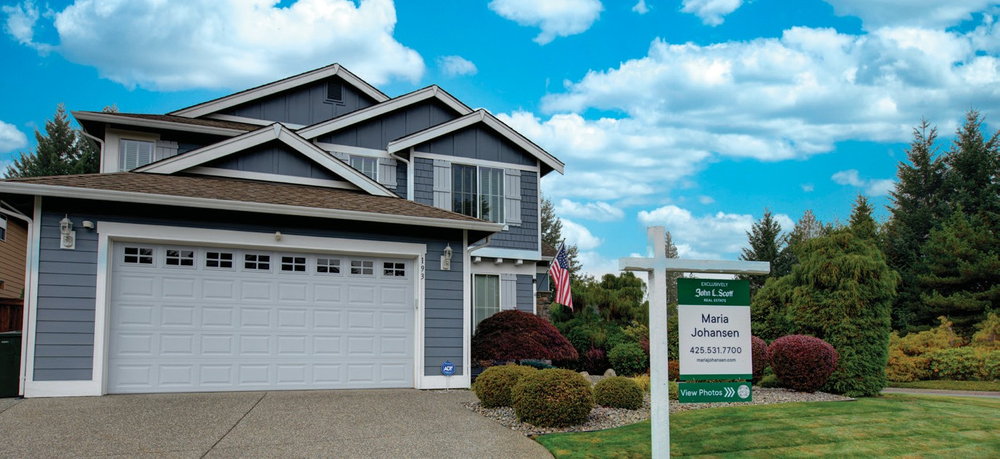 193
ADT
EXCLUSIVELY
John L. Scott
REAL ESTATE
Maria
Johansen
425.531.7700
mariajohansen.com
View Photos